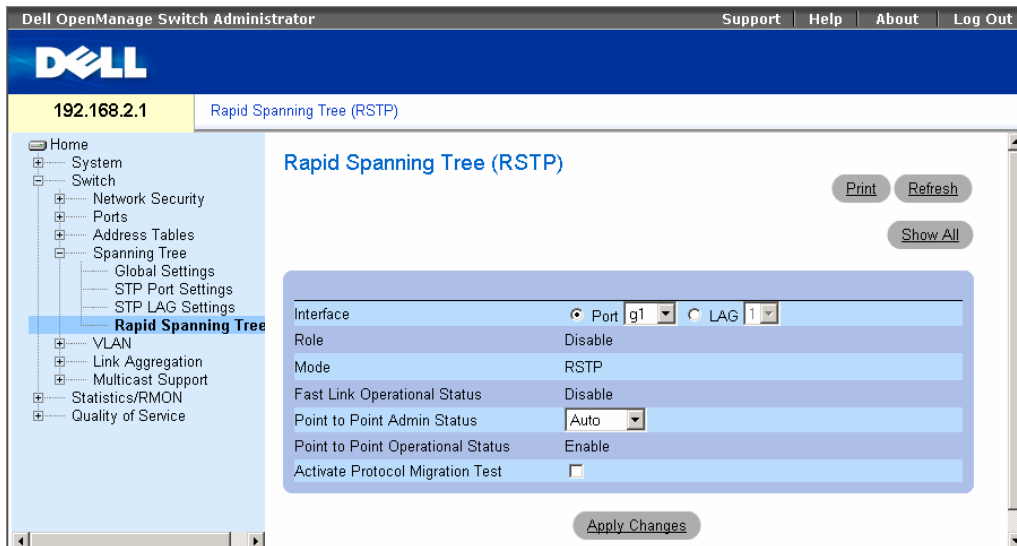 Dell OpenManage Switch Administrator
Support | Help | About | Log Out
DELL
192.168.2.1
Rapid Spanning Tree (RSTP)
Home
System
Switch
Network Security
Ports
Address Tables
Spanning Tree
Global Settings
STP Port Settings
STP LAG Settings
Rapid Spanning Tree
VLAN
Link Aggregation
Multicast Support
Statistics/RMON
Quality of Service
Rapid Spanning Tree (RSTP)
Print Refresh
Show All
Interface Port g1 LAG 1
Role Disable
Mode RSTP
Fast Link Operational Status Disable
Point to Point Admin Status Auto
Point to Point Operational Status Enable
Activate Protocol Migration Test
Apply Changes